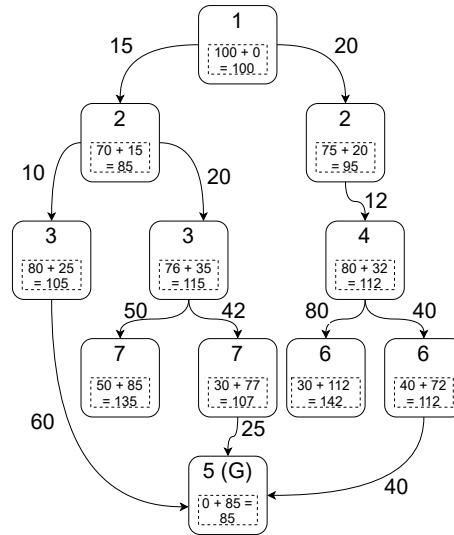 1
15
20
100 + 0
= 100
2
2
70 + 15
= 85
75 + 20
= 95
10
20
12
3
3
4
80 + 25
= 105
76 + 35
= 115
80 + 32
= 112
50
42
80
40
7
7
6
6
50 + 85
= 135
30 + 77
= 107
30 + 112
= 142
40 + 72
= 112
60
25
5 (G)
40
0 + 85 =
85